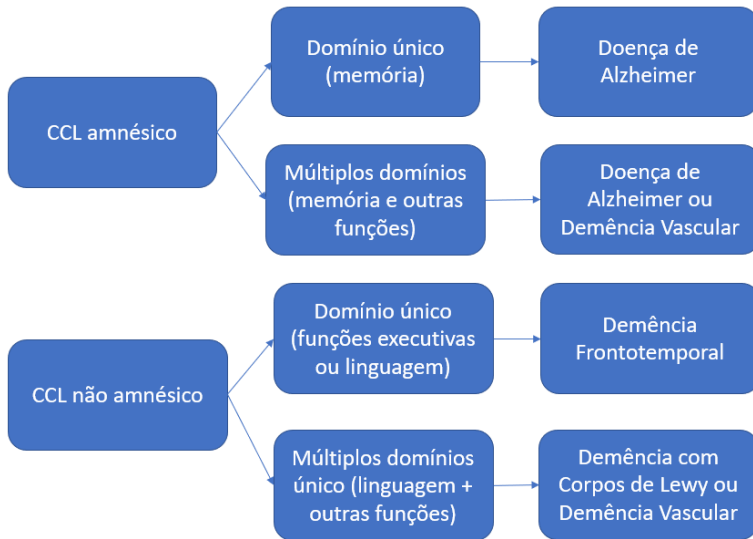 Domínio único
(memória)
Doença de
Alzheimer
CCL amnésico
Múltiplos domínios
(memória e outras
funções)
Doença de
Alzheimer ou
Demência Vascular
Domínio único
(funções executivas
ou linguagem)
Demência
Frontotemporal
CCL não amnésico
Múltiplos domínios
único (linguagem +
outras funções)
Demência com
Corpos de Lewy ou
Demência Vascular